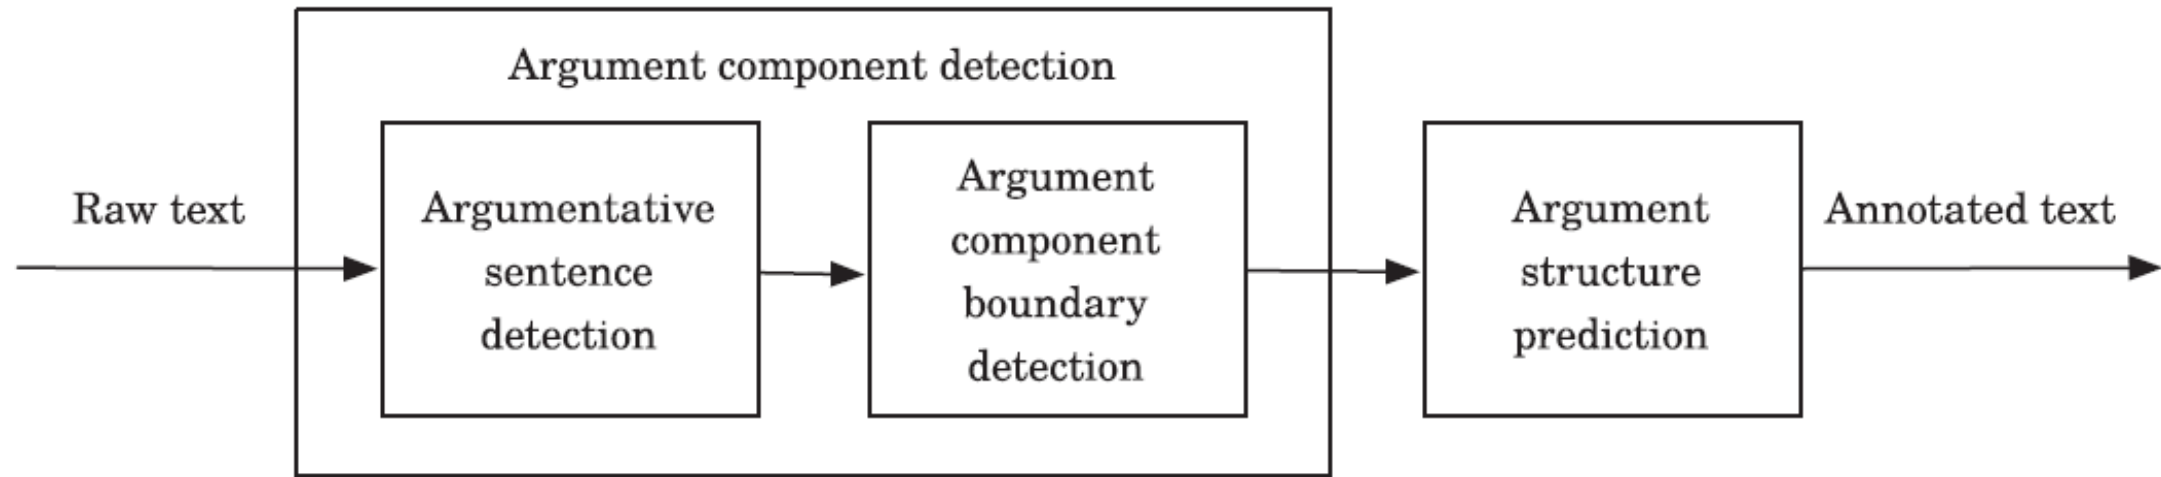 Argument component detection
Raw text
Argumentative
sentence
detection
Argument
component
boundary
detection
Argument
structure
prediction
Annotated text